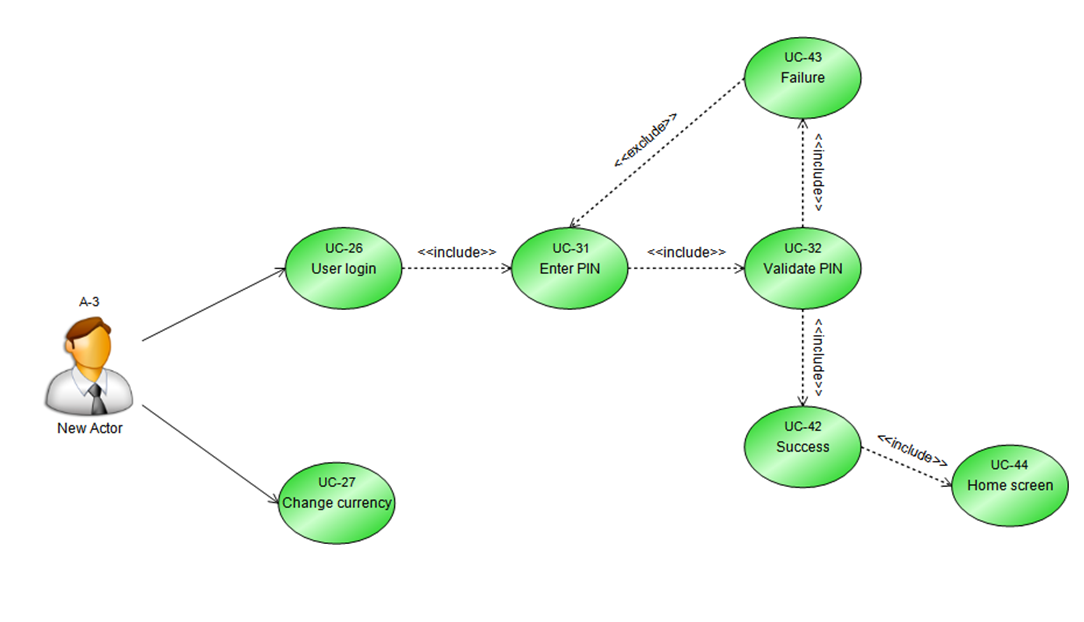 UC-43
Failure
<<exclude>>
<<include>>
UC-26
User login
<<include>>
UC-31
Enter PIN
<<include>>
UC-32
Validate PIN
A-3
New Actor
<<include>>
UC-42
Success
<<include>>
UC-44
Home screen
UC-27
Change currency